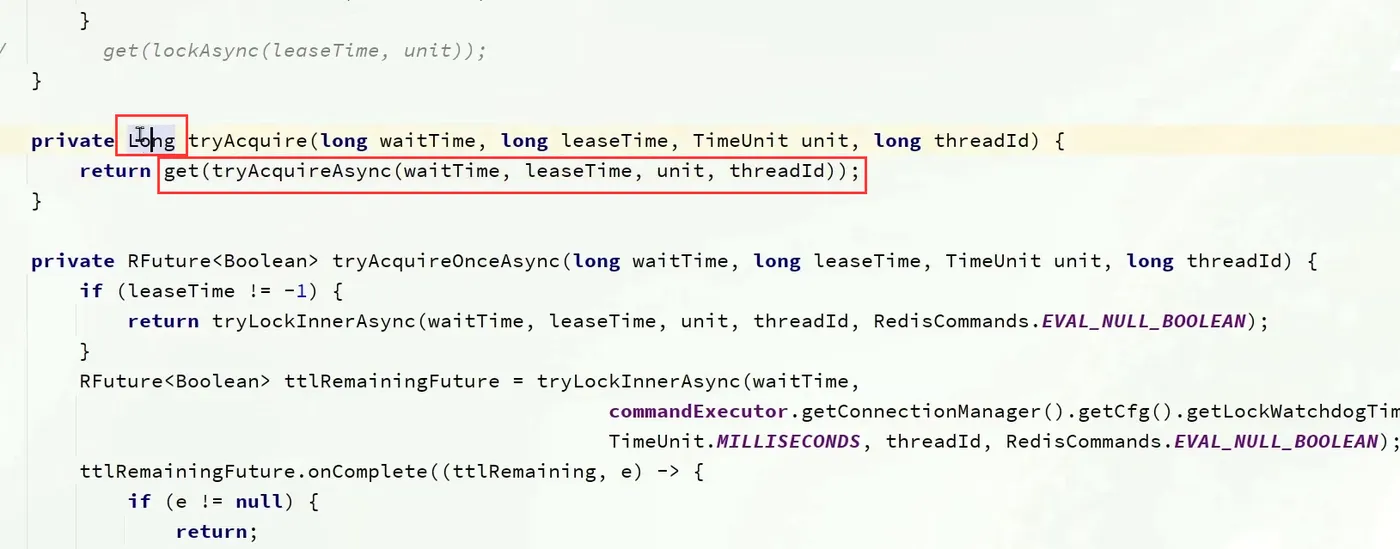 }
/ get(lockAsync(leaseTime, unit));
}
private Long tryAcquire(long waitTime, long leaseTime, TimeUnit unit, long threadId) {
return get(tryAcquireAsync(waitTime, leaseTime, unit, threadId));
}
private RFuture<Boolean> tryAcquireOnceAsync(long waitTime, long leaseTime, TimeUnit unit, long threadId) {
if (leaseTime != -1) {
return tryLockInnerAsync(waitTime, leaseTime, unit, threadId, RedisCommands.EVAL_NULL_BOOLEAN);
}
RFuture<Boolean> ttlRemainingFuture = tryLockInnerAsync(waitTime,
commandExecutor.getConnectionManager().getCfg().getLockWatchdogTim
TimeUnit.MILLISECONDS, threadId, RedisCommands.EVAL_NULL_BOOLEAN);
ttlRemainingFuture.onComplete((ttlRemaining, e) -> {
if (e != null) {
return;